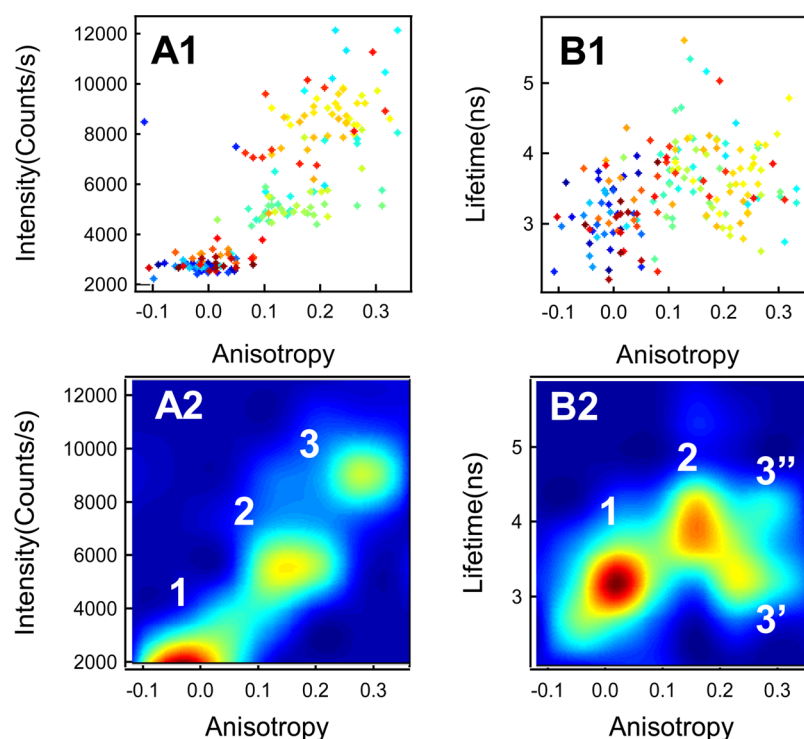 A1
Intensity(Counts/s)
12000
10000
8000
6000
4000
2000
-0.1 0.0 0.1 0.2 0.3
Anisotropy
B1
Lifetime(ns)
5
4
3
-0.1 0.0 0.1 0.2 0.3
Anisotropy
A2
Intensity(Counts/s)
12000
10000
8000
6000
4000
2000
3
2
1
-0.1 0.0 0.1 0.2 0.3
Anisotropy
B2
Lifetime(ns)
5
4
3
2
1
3’’
3’
-0.1 0.0 0.1 0.2 0.3
Anisotropy